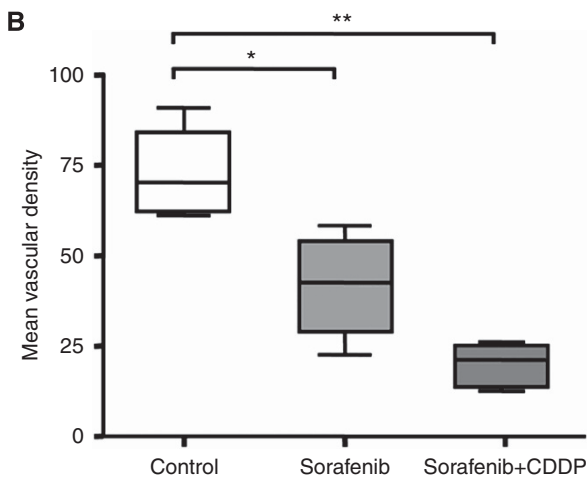 B
**
*
100
75
50
25
0
Mean vascular density
Control Sorafenib Sorafenib+CDDP